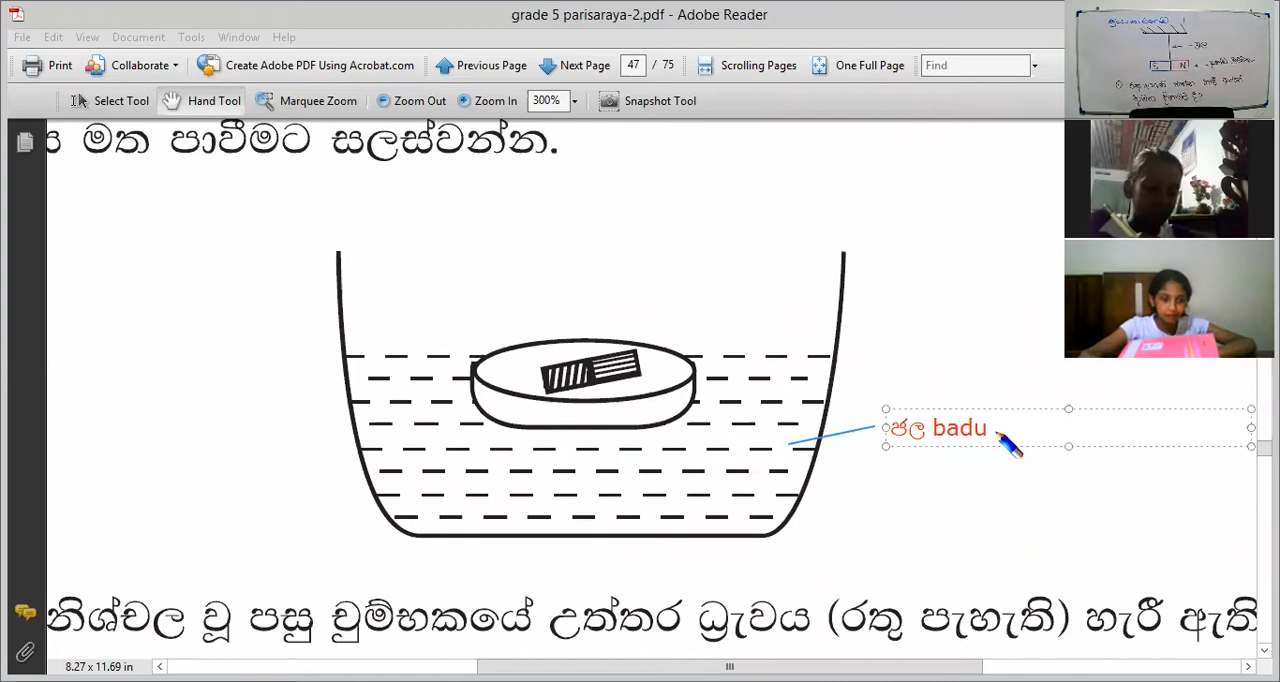 grade 5 parisaraya-2.pdf - Adobe Reader
File Edit View Document Tools Window Help
Print Collaborate Create Adobe PDF Using Acrobat.com Previous Page Next Page 47 / 75 Scrolling Pages One Full Page Find
Select Tool Hand Tool Marquee Zoom Zoom Out Zoom In 300% Snapshot Tool
මත පාවීමට සලස්වන්න.
ජල badu
නිශ්චල වූ පසු චුම්භකයේ උත්තර ධ්‍රැවය (රතු පැහැති) හැරී ඇති
8.27 x 11.69 in
S N